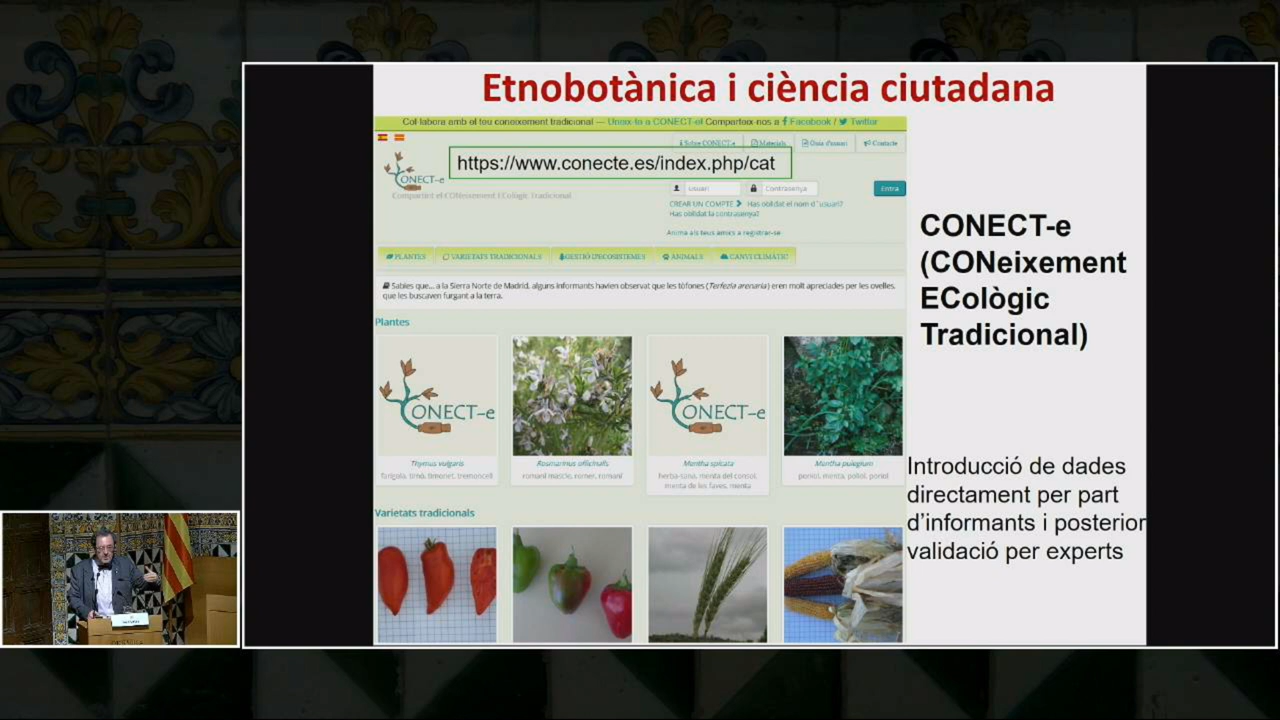 Etnobotànica i ciència ciutadana
Col·labora amb el teu coneixement tradicional — Uneix-te a CONECT-e! Comparteix-nos a Facebook / Twitter
Sobre CONECT-e Materials Guia d'usuari Contacte
https://www.conecte.es/index.php/cat
CONECT-e
Compartint el CONeixement ECològic Tradicional
usuari Contrasenya Entra
CREAR UN COMPTE Has oblidat el nom d'usuari?
Has oblidat la contrasenya?
Anima als teus amics a registrar-se
PLANTES VARIETATS TRADICIONALS GESTIÓ D'ECOSISTEMES ANIMALS CANVI CLIMÀTIC
Sabies que... a la Sierra Norte de Madrid, alguns informants havien observat que les tòfones (Terfezia arenaria) eren molt apreciades per les ovelles,
que les buscaven furgant a la terra.
Plantes
CONECT-e
CONECT-e
Thymus vulgaris
farigola, timó, timonet, tremoncell
Rosmarinus officinalis
romaní mascle, romer, romaní
Mentha spicata
herba-sana, menta del consol,
menta de les faves, menta
Mentha pulegium
poniol, menta, poliol, poriol
Varietats tradicionals
CONECT-e
(CONeixement
ECològic
Tradicional)
Introducció de dades
directament per part
d'informants i posterior
validació per experts